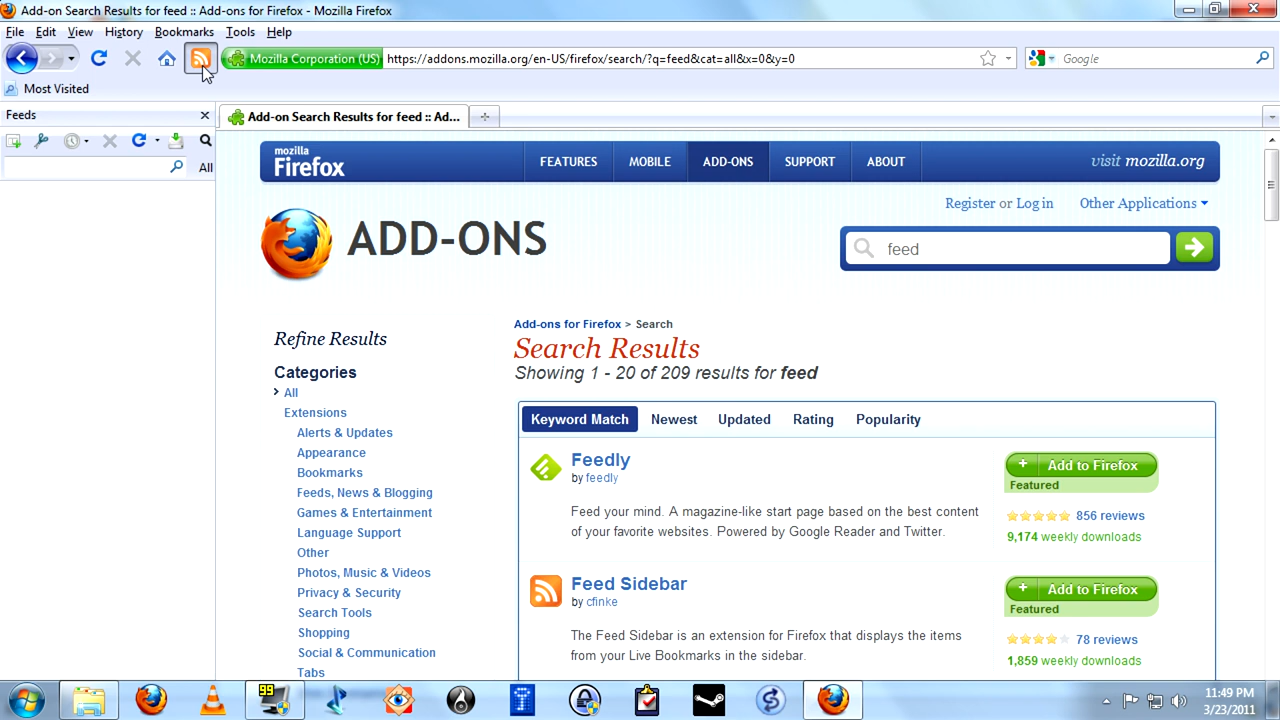 Add-on Search Results for feed :: Add-ons for Firefox - Mozilla Firefox
File Edit View History Bookmarks Tools Help
Mozilla Corporation (US) https://addons.mozilla.org/en-US/firefox/search/?q=feed&cat=all&x=0&y=0
Google
Most Visited
Feeds
All
Add-on Search Results for feed :: Ad...
mozilla
Firefox
FEATURES MOBILE ADD-ONS SUPPORT ABOUT
visit mozilla.org
Register or Log in Other Applications
ADD-ONS
feed
Refine Results
Categories
All
Extensions
Alerts & Updates
Appearance
Bookmarks
Feeds, News & Blogging
Games & Entertainment
Language Support
Other
Photos, Music & Videos
Privacy & Security
Search Tools
Shopping
Social & Communication
Tabs
Add-ons for Firefox > Search
Search Results
Showing 1 - 20 of 209 results for feed
Keyword Match Newest Updated Rating Popularity
Feedly
by feedly
Feed your mind. A magazine-like start page based on the best content
of your favorite websites. Powered by Google Reader and Twitter.
+ Add to Firefox
Featured
856 reviews
9,174 weekly downloads
Feed Sidebar
by cfinke
The Feed Sidebar is an extension for Firefox that displays the items
from your Live Bookmarks in the sidebar.
+ Add to Firefox
Featured
78 reviews
1,859 weekly downloads
99
11:49 PM
3/23/2011